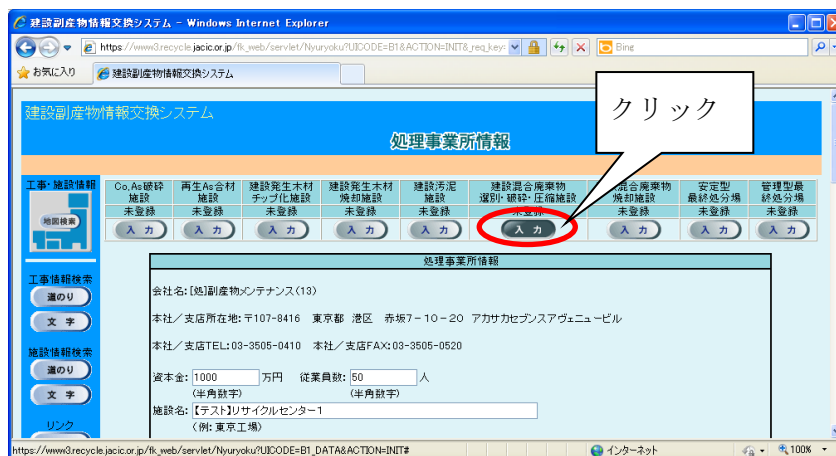 建設副産物情報交換システム - Windows Internet Explorer
https://www3.recycle.jacic.or.jp/fk_web/servlet/Nyuryoku?UICODE=B1&ACTION=INIT&_req_key=
Bing
お気に入り
建設副産物情報交換システム
クリック
建設副産物情報交換システム
処理事業所情報
工事・施設情報
地図検索
工事情報検索
道のり
文 字
施設情報検索
道のり
文 字
リンク
Co,As破砕施設 再生As合材施設 建設発生木材チップ化施設 建設発生木材焼却施設 建設汚泥施設 建設混合廃棄物選別・破砕・圧縮施設 混合廃棄物焼却施設 安定型最終処分場 管理型最終処分場
未登録 未登録 未登録 未登録 未登録 未登録 未登録 未登録 未登録
入 力 入 力 入 力 入 力 入 力 入 力 入 力 入 力 入 力
処理事業所情報
会社名:[処]副産物メンテナンス(13)
本社/支店所在地:〒107-8416 東京都 港区 赤坂7-10-20 アカサカセブンスアヴェニュービル
本社/支店TEL:03-3505-0410 本社/支店FAX:03-3505-0520
資本金: 1000 万円 従業員数: 50 人
(半角数字) (半角数字)
施設名: 【テスト】リサイクルセンター1
(例:東京工場)
https://www3.recycle.jacic.or.jp/fk_web/servlet/Nyuryoku?UICODE=B1_DATA&ACTION=INIT#
インターネット
100%